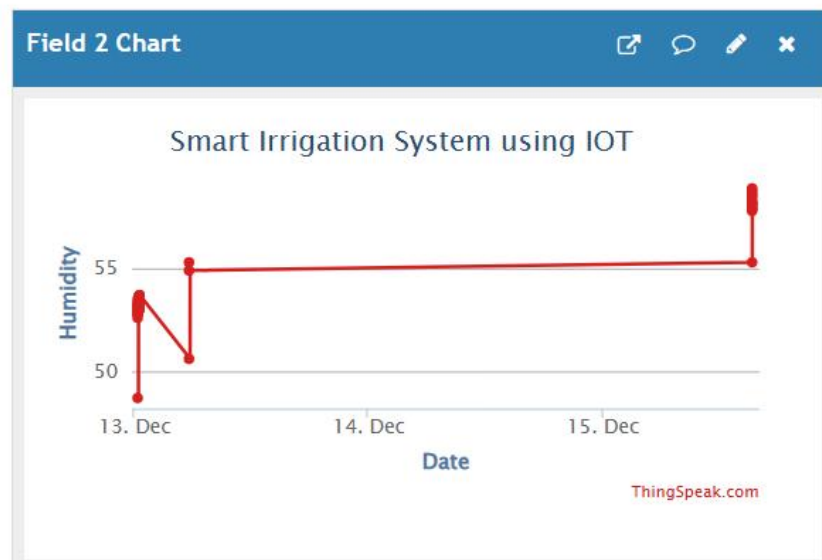 Field 2 Chart
Smart Irrigation System using IOT
Humidity
55
50
13. Dec
14. Dec
15. Dec
Date
ThingSpeak.com